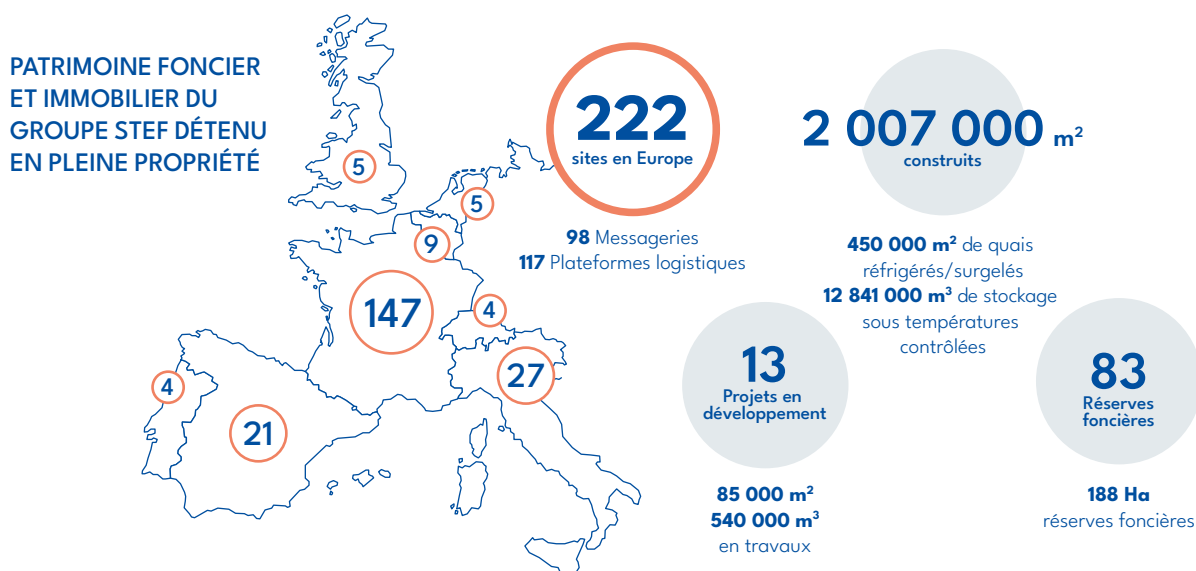 PATRIMOINE FONCIER
ET IMMOBILIER DU
GROUPE STEF DÉTENU
EN PLEINE PROPRIÉTÉ
5
5
9
147
4
27
4
21
222
sites en Europe
98 Messageries
117 Plateformes logistiques
2 007 000 m²
construits
450 000 m² de quais
réfrigérés/surgelés
12 841 000 m³ de stockage
sous températures
contrôlées
13
Projets en
développement
85 000 m²
540 000 m³
en travaux
83
Réserves
foncières
188 Ha
réserves foncières